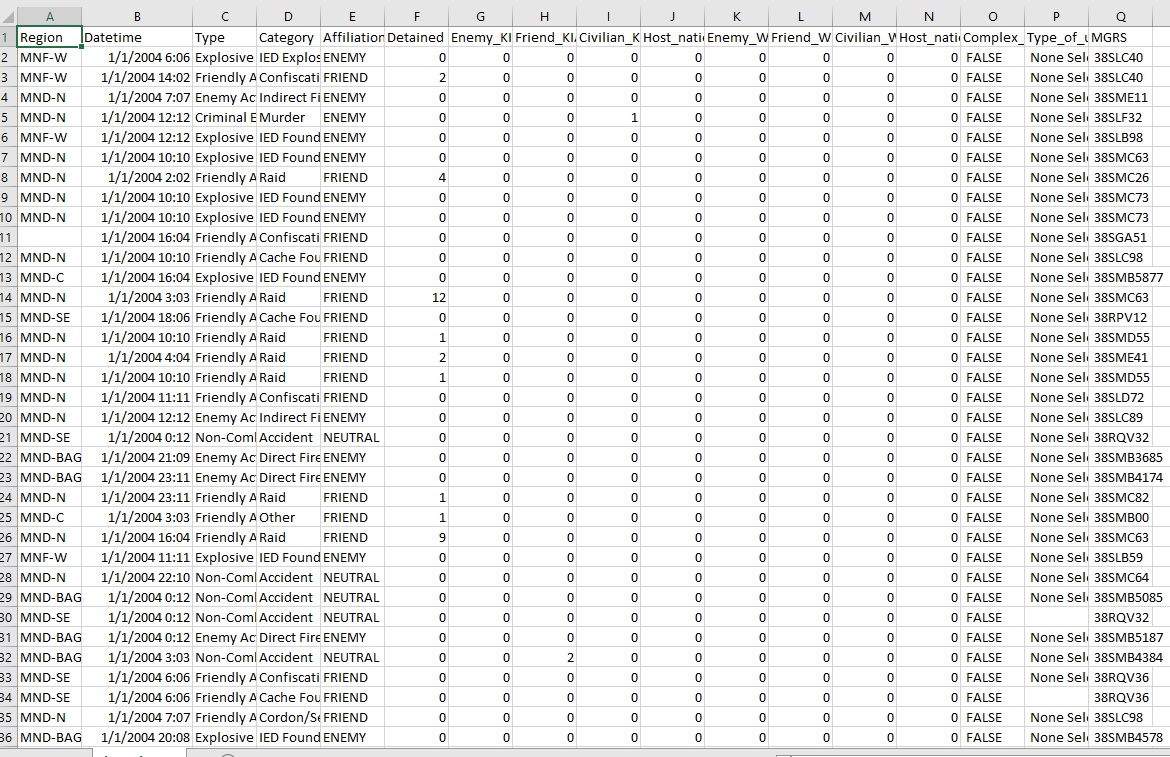 A B C D E F G H I J K L M N O P Q
1 Region Datetime Type Category Affiliation Detained Enemy_KI Friend_KIA Civilian_K Host_natio Enemy_W Friend_W Civilian_W Host_natio Complex_ Type_of_u MGRS
2 MNF-W 1/1/2004 6:06 Explosive IED Explos ENEMY 0 0 0 0 0 0 0 0 0 FALSE None Sele 38SLC40
3 MNF-W 1/1/2004 14:02 Friendly A Confiscati FRIEND 2 0 0 0 0 0 0 0 0 FALSE None Sele 38SLC40
4 MND-N 1/1/2004 7:07 Enemy Ac Indirect Fi ENEMY 0 0 0 0 0 0 0 0 0 FALSE None Sele 38SME11
5 MND-N 1/1/2004 12:12 Criminal E Murder ENEMY 0 0 0 1 0 0 0 0 0 FALSE None Sele 38SLF32
6 MNF-W 1/1/2004 12:12 Explosive IED Found ENEMY 0 0 0 0 0 0 0 0 0 FALSE None Sele 38SLB98
7 MND-N 1/1/2004 10:10 Explosive IED Found ENEMY 0 0 0 0 0 0 0 0 0 FALSE None Sele 38SMC63
8 MND-N 1/1/2004 2:02 Friendly A Raid FRIEND 4 0 0 0 0 0 0 0 0 FALSE None Sele 38SMC26
9 MND-N 1/1/2004 10:10 Explosive IED Found ENEMY 0 0 0 0 0 0 0 0 0 FALSE None Sele 38SMC73
10 MND-N 1/1/2004 10:10 Explosive IED Found ENEMY 0 0 0 0 0 0 0 0 0 FALSE None Sele 38SMC73
11 1/1/2004 16:04 Friendly A Confiscati FRIEND 0 0 0 0 0 0 0 0 0 FALSE None Sele 38SGA51
12 MND-N 1/1/2004 10:10 Friendly A Cache Fou FRIEND 0 0 0 0 0 0 0 0 0 FALSE None Sele 38SLC98
13 MND-C 1/1/2004 16:04 Explosive IED Found ENEMY 0 0 0 0 0 0 0 0 0 FALSE None Sele 38SMB5877
14 MND-N 1/1/2004 3:03 Friendly A Raid FRIEND 12 0 0 0 0 0 0 0 0 FALSE None Sele 38SMC63
15 MND-SE 1/1/2004 18:06 Friendly A Cache Fou FRIEND 0 0 0 0 0 0 0 0 0 FALSE None Sele 38RPV12
16 MND-N 1/1/2004 10:10 Friendly A Raid FRIEND 1 0 0 0 0 0 0 0 0 FALSE None Sele 38SMD55
17 MND-N 1/1/2004 4:04 Friendly A Raid FRIEND 2 0 0 0 0 0 0 0 0 FALSE None Sele 38SME41
18 MND-N 1/1/2004 10:10 Friendly A Raid FRIEND 1 0 0 0 0 0 0 0 0 FALSE None Sele 38SMD55
19 MND-N 1/1/2004 11:11 Friendly A Confiscati FRIEND 0 0 0 0 0 0 0 0 0 FALSE None Sele 38SLD72
20 MND-N 1/1/2004 12:12 Enemy Ac Indirect Fi ENEMY 0 0 0 0 0 0 0 0 0 FALSE None Sele 38SLC89
21 MND-SE 1/1/2004 0:12 Non-Com Accident NEUTRAL 0 0 0 0 0 0 0 0 0 FALSE None Sele 38RQV32
22 MND-BAG 1/1/2004 21:09 Enemy Ac Direct Fire ENEMY 0 0 0 0 0 0 0 0 0 FALSE None Sele 38SMB3685
23 MND-BAG 1/1/2004 23:11 Enemy Ac Direct Fire ENEMY 0 0 0 0 0 0 0 0 0 FALSE None Sele 38SMB4174
24 MND-N 1/1/2004 23:11 Friendly A Raid FRIEND 1 0 0 0 0 0 0 0 0 FALSE None Sele 38SMC82
25 MND-C 1/1/2004 3:03 Friendly A Other FRIEND 1 0 0 0 0 0 0 0 0 FALSE None Sele 38SMB00
26 MND-N 1/1/2004 16:04 Friendly A Raid FRIEND 9 0 0 0 0 0 0 0 0 FALSE None Sele 38SMC63
27 MNF-W 1/1/2004 11:11 Explosive IED Found ENEMY 0 0 0 0 0 0 0 0 0 FALSE None Sele 38SLB59
28 MND-N 1/1/2004 22:10 Non-Com Accident NEUTRAL 0 0 0 0 0 0 0 0 0 FALSE None Sele 38SMC64
29 MND-BAG 1/1/2004 0:12 Non-Com Accident NEUTRAL 0 0 0 0 0 0 0 0 0 FALSE None Sele 38SMB5085
30 MND-SE 1/1/2004 0:12 Non-Com Accident NEUTRAL 0 0 0 0 0 0 0 0 0 FALSE 38RQV32
31 MND-BAG 1/1/2004 0:12 Enemy Ac Direct Fire ENEMY 0 0 0 0 0 0 0 0 0 FALSE None Sele 38SMB5187
32 MND-BAG 1/1/2004 3:03 Non-Com Accident NEUTRAL 0 0 2 0 0 0 0 0 0 FALSE None Sele 38SMB4384
33 MND-SE 1/1/2004 6:06 Friendly A Confiscati FRIEND 0 0 0 0 0 0 0 0 0 FALSE None Sele 38RQV36
34 MND-SE 1/1/2004 6:06 Friendly A Cache Fou FRIEND 0 0 0 0 0 0 0 0 0 FALSE 38RQV36
35 MND-N 1/1/2004 7:07 Friendly A Cordon/Se FRIEND 0 0 0 0 0 0 0 0 0 FALSE None Sele 38SLC98
36 MND-BAG 1/1/2004 20:08 Explosive IED Found ENEMY 0 0 0 0 0 0 0 0 0 FALSE None Sele 38SMB4578